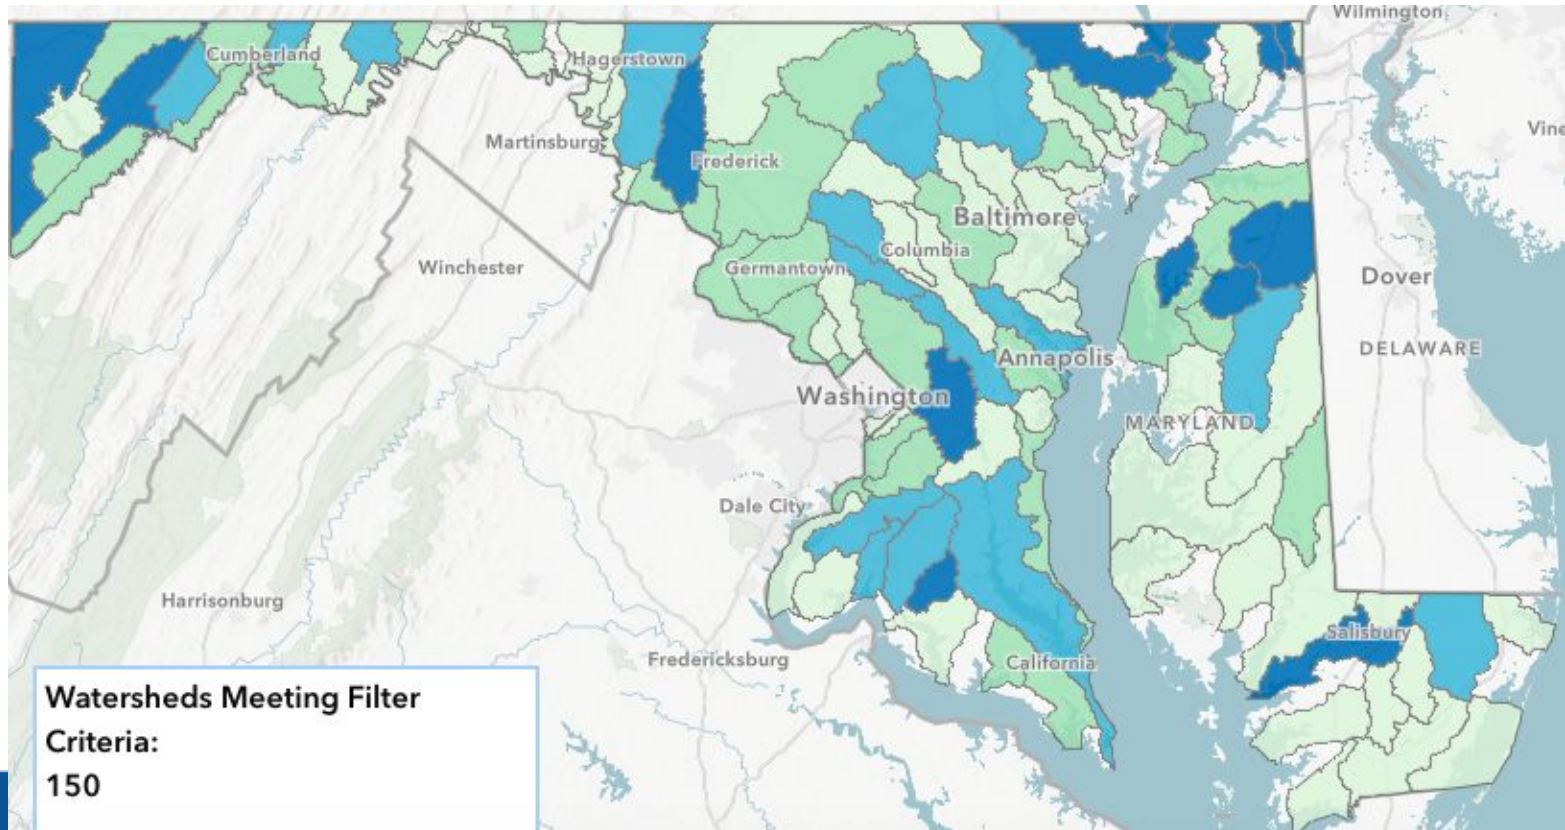 Wilmington
Cumberland
Hagerstown
Vine
Martinsburg
Frederick
Baltimore
Columbia
Winchester
Germantown
Dover
DELAWARE
Annapolis
Washington
MARYLAND
Dale City
Harrisonburg
Salisbury
Fredericksburg
California
Watersheds Meeting Filter
Criteria:
150